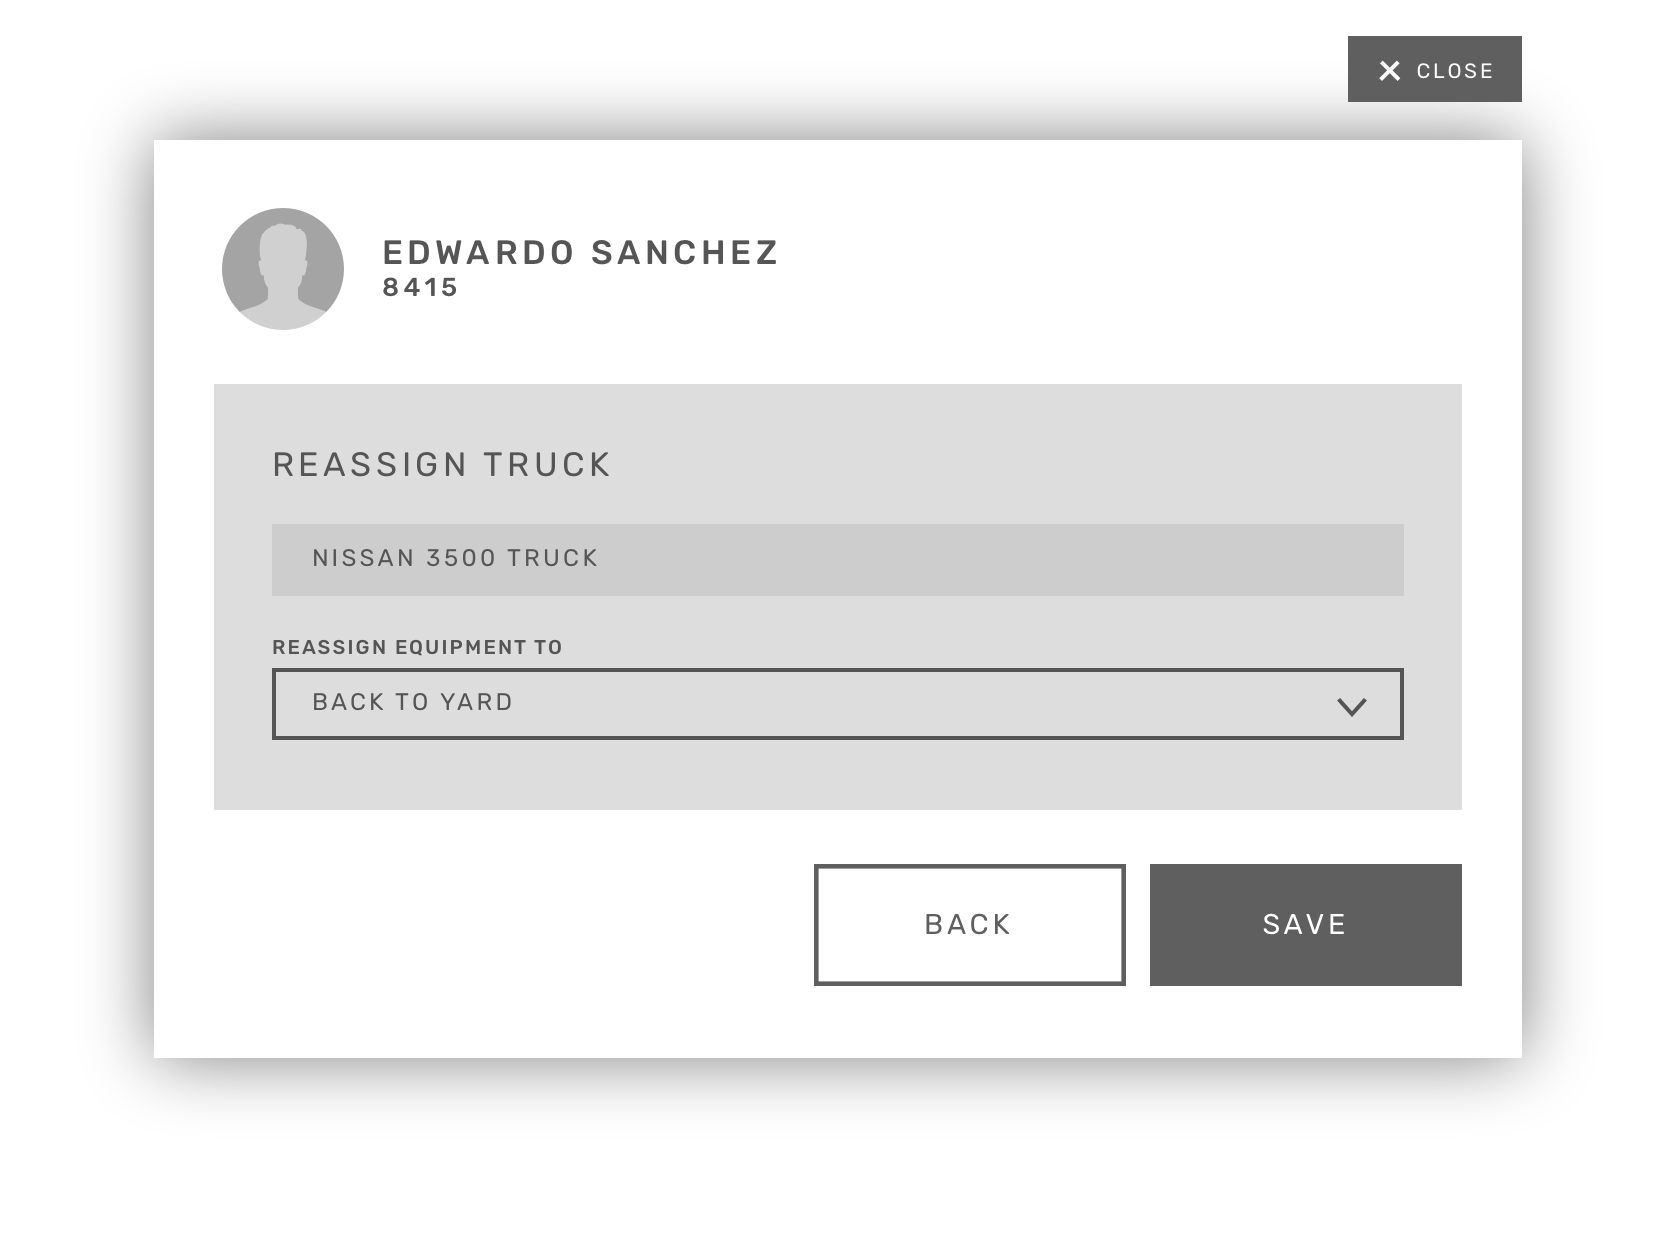 CLOSE
EDWARDO SANCHEZ
8415
REASSIGN TRUCK
NISSAN 3500 TRUCK
REASSIGN EQUIPMENT TO
BACK TO YARD
BACK
SAVE